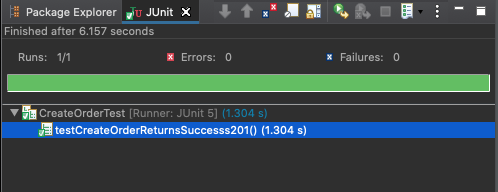 Package Explorer JUnit
Finished after 6.157 seconds
Runs: 1/1 Errors: 0 Failures: 0
CreateOrderTest [Runner: JUnit 5] (1.304 s)
testCreateOrderReturnsSuccesss201() (1.304 s)